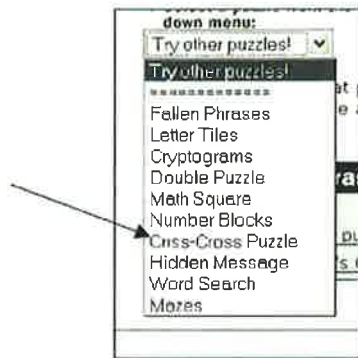 down menu:
Try other puzzles!
Try other puzzles!
=============
Fallen Phrases
Letter Tiles
Cryptograms
Double Puzzle
Math Square
Number Blocks
Criss-Cross Puzzle
Hidden Message
Word Search
Mazes